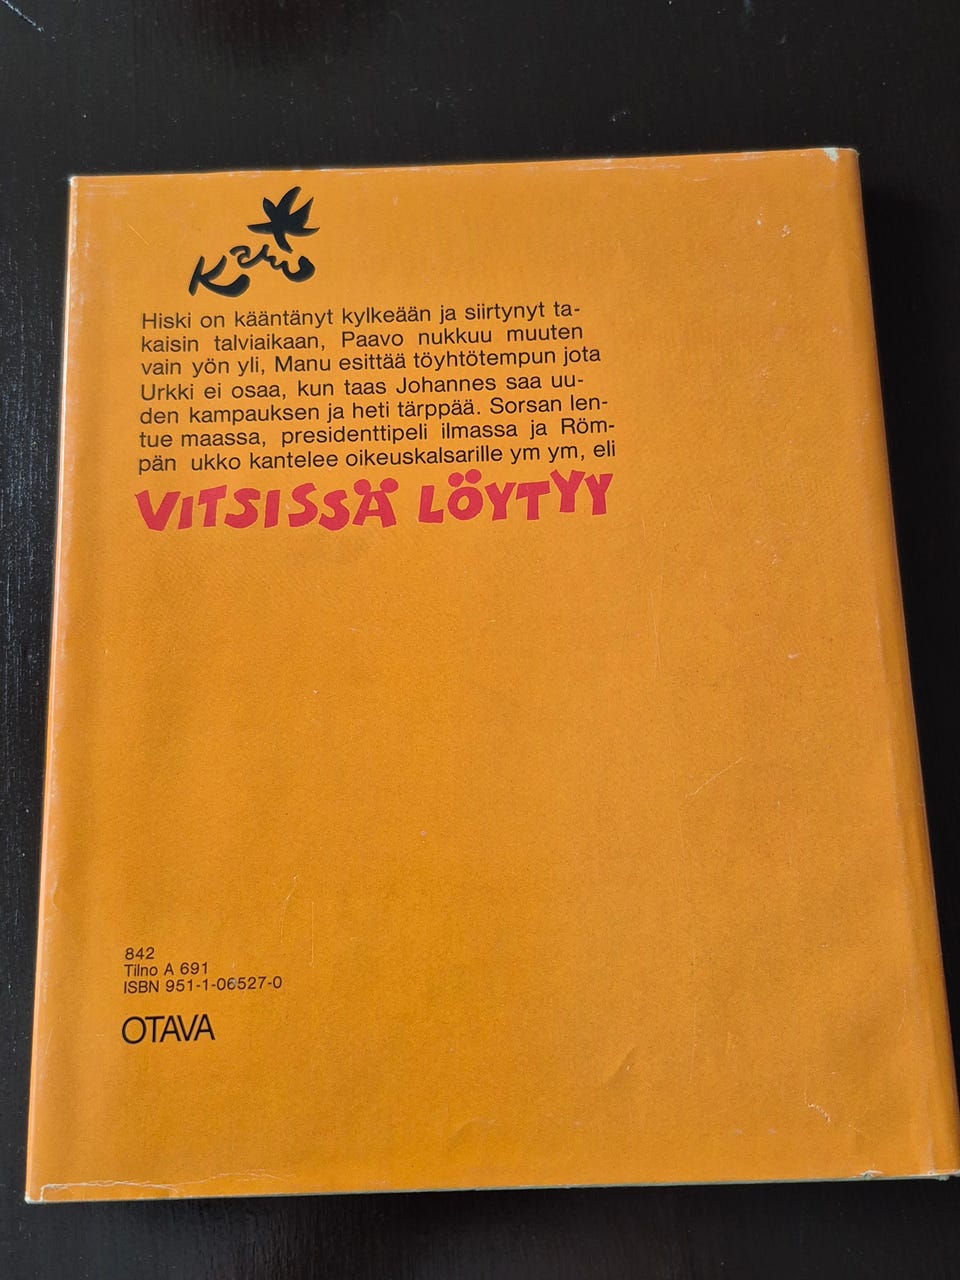 Kari
Hiski on kääntänyt kylkeään ja siirtynyt ta-
kaisin talviaikaan, Paavo nukkuu muuten
vain yön yli, Manu esittää töyhtötempun jota
Urkki ei osaa, kun taas Johannes saa uu-
den kampauksen ja heti tärppää. Sorsan len-
tue maassa, presidenttipeli ilmassa ja Röm-
pän ukko kantelee oikeuskalsarille ym ym, eli
VITSISSÄ LÖYTYY
842
Tilno A 691
ISBN 951-1-06527-0
OTAVA